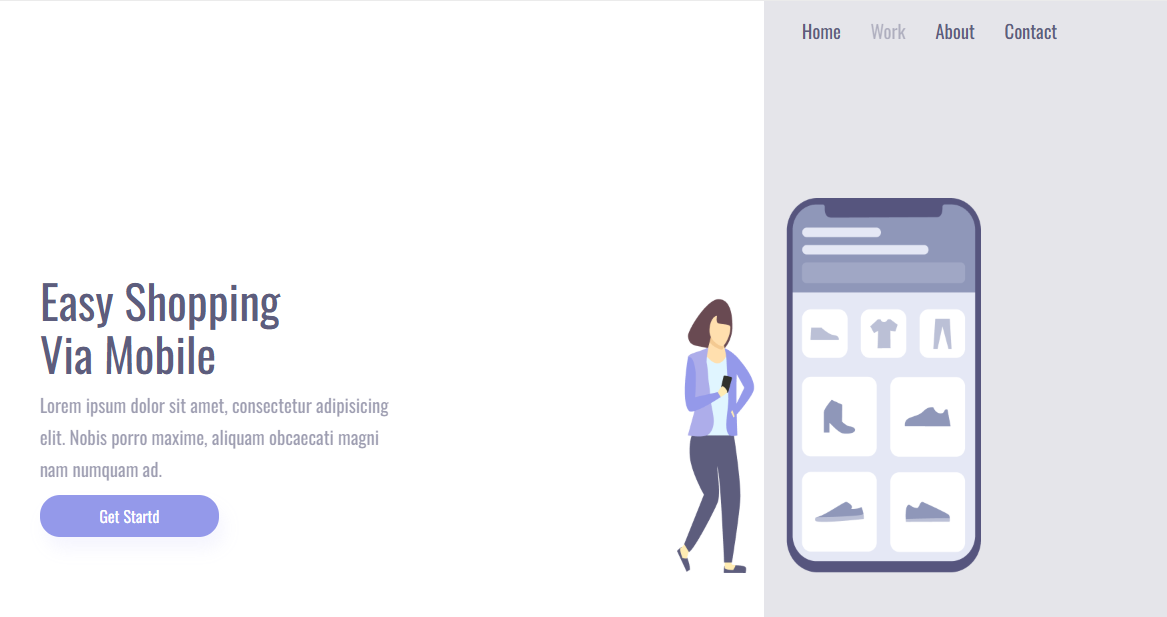 Home Work About Contact
Easy Shopping
Via Mobile
Lorem ipsum dolor sit amet, consectetur adipisicing
elit. Nobis porro maxime, aliquam obcaecati magni
nam numquam ad.
Get Startd